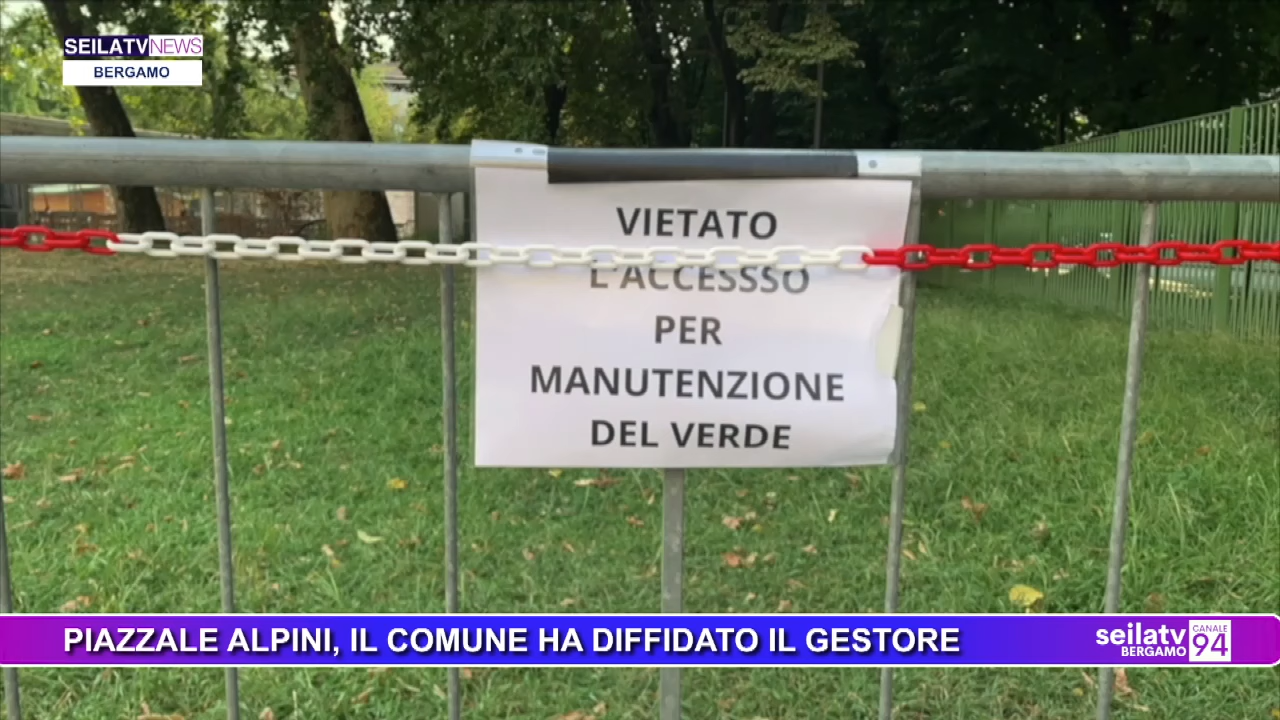 SEILATVNEWS
BERGAMO
VIETATO
L'ACCESSSO
PER
MANUTENZIONE
DEL VERDE
PIAZZALE ALPINI, IL COMUNE HA DIFFIDATO IL GESTORE
seilatv
BERGAMO
CANALE
94